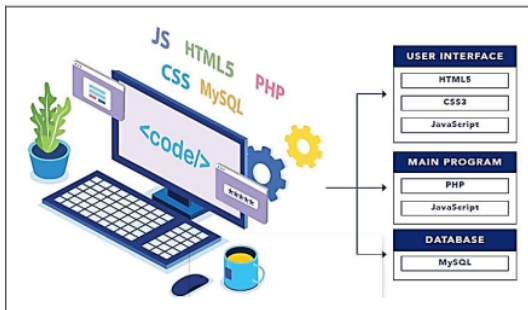 JS
HTML5
PHP
CSS
MySQL
<code/>
*****
USER INTERFACE
HTML5
CSS3
JavaScript
MAIN PROGRAM
PHP
JavaScript
DATABASE
MySQL